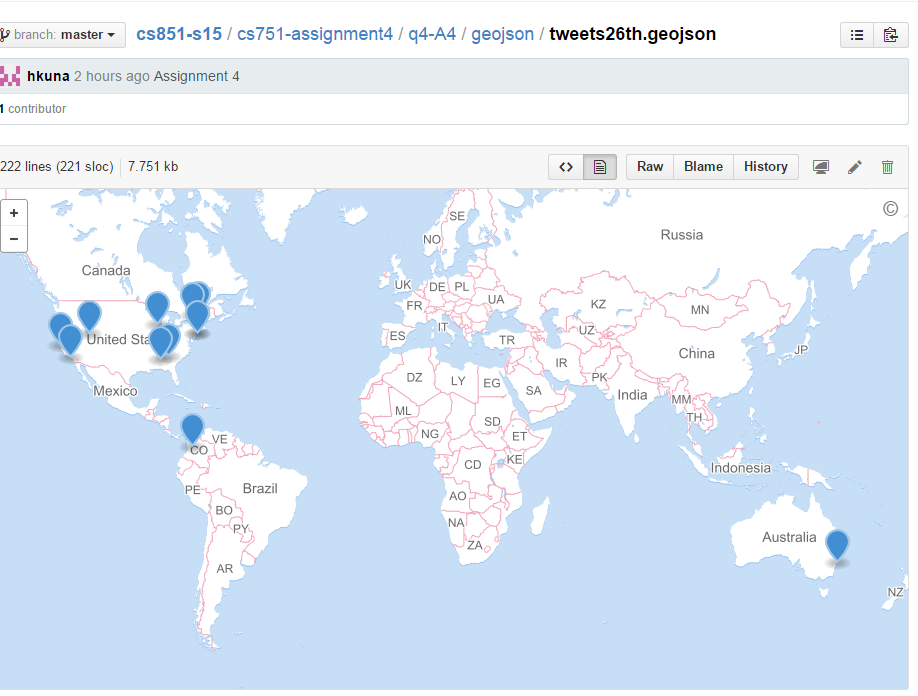 branch: master cs851-s15 / cs751-assignment4 / q4-A4 / geojson / tweets26th.geojson
hkuna 2 hours ago Assignment 4
1 contributor
222 lines (221 sloc) 7.751 kb <> Raw Blame History
+
−
©
SE
NO
Russia
Canada
UK
DE
PL
UA
FR
KZ
MN
IT
ES
UZ
United Sta
TR
JP
China
IR
DZ
LY
EG
SA
PK
India
Mexico
ML
MM
TH
SD
NG
ET
VE
CO
KE
CD
Indonesia
PE
Brazil
AO
BO
NA
PY
Australia
ZA
AR
NZ